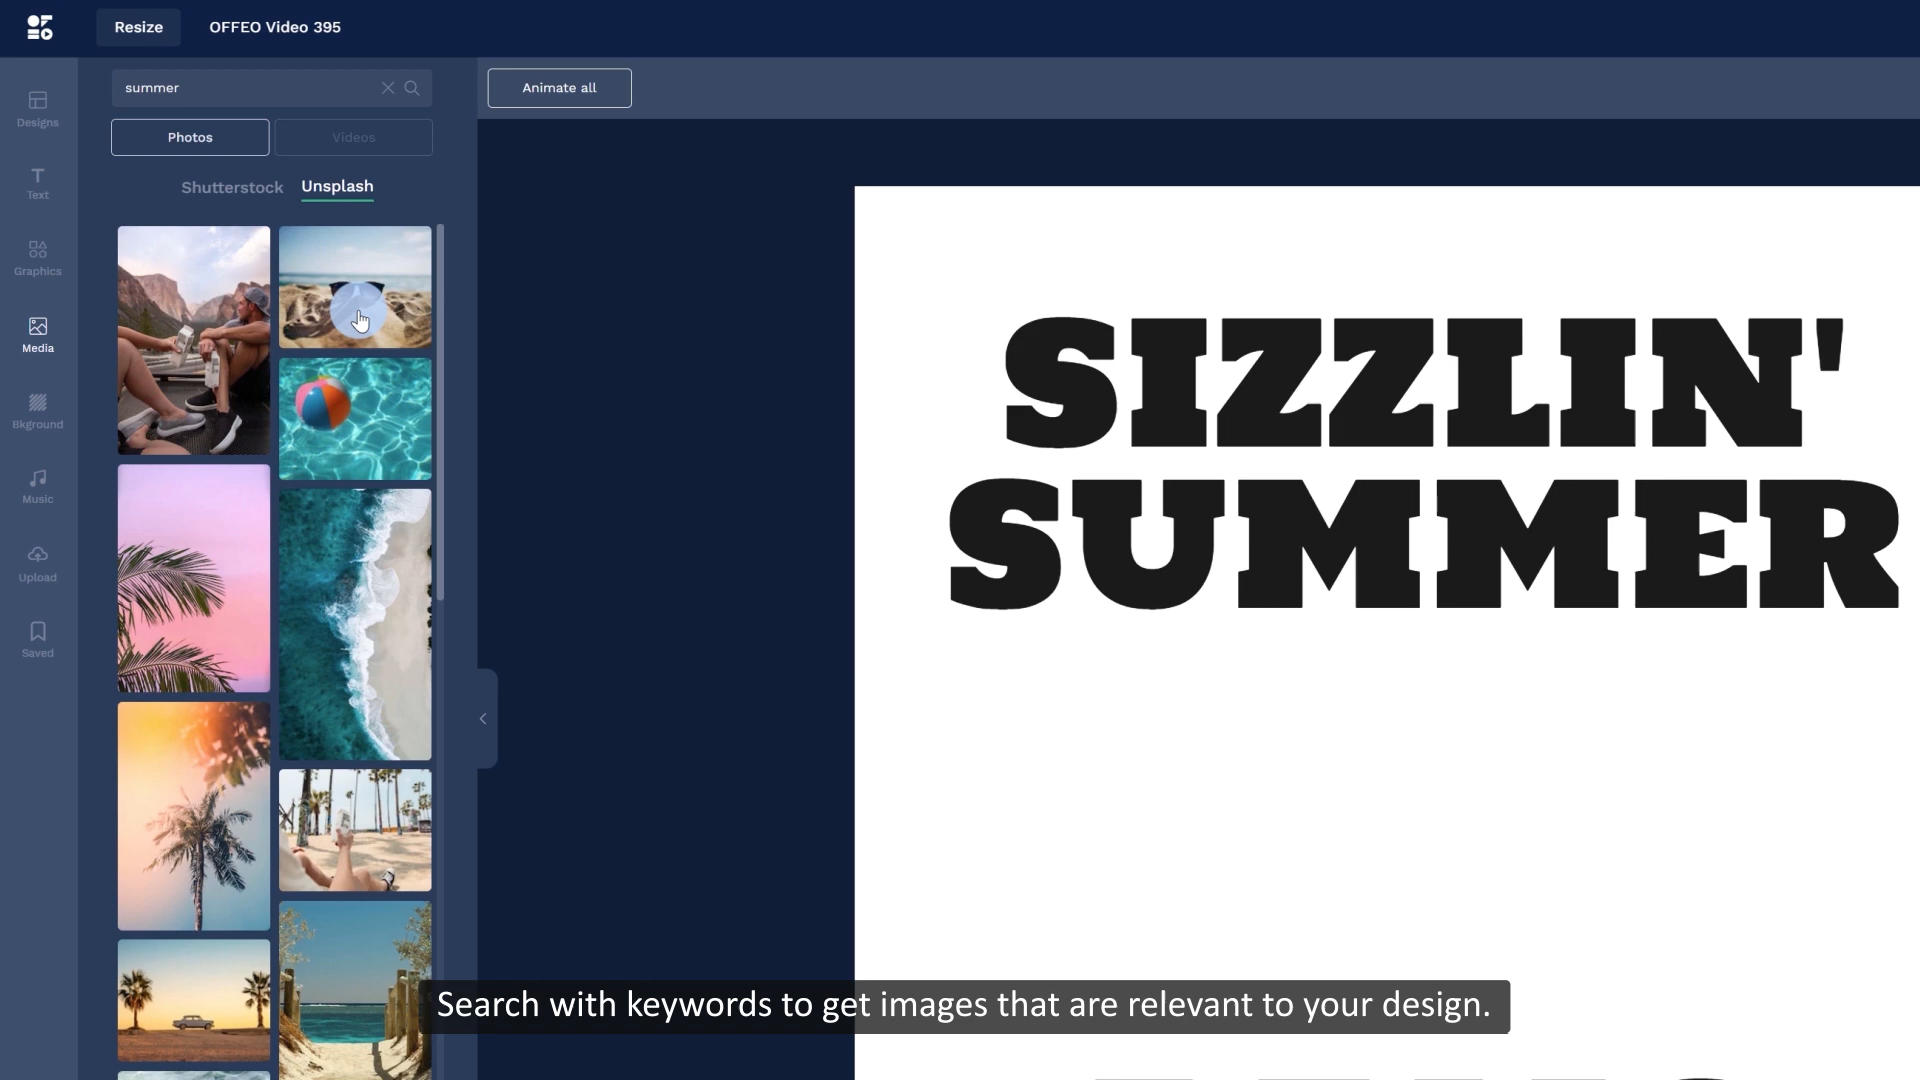 Resize
OFFEO Video 395
Designs
Text
Graphics
Media
Bkground
Music
Upload
Saved
summer
Photos
Videos
Shutterstock
Unsplash
Animate all
SIZZLIN'
SUMMER
Search with keywords to get images that are relevant to your design.